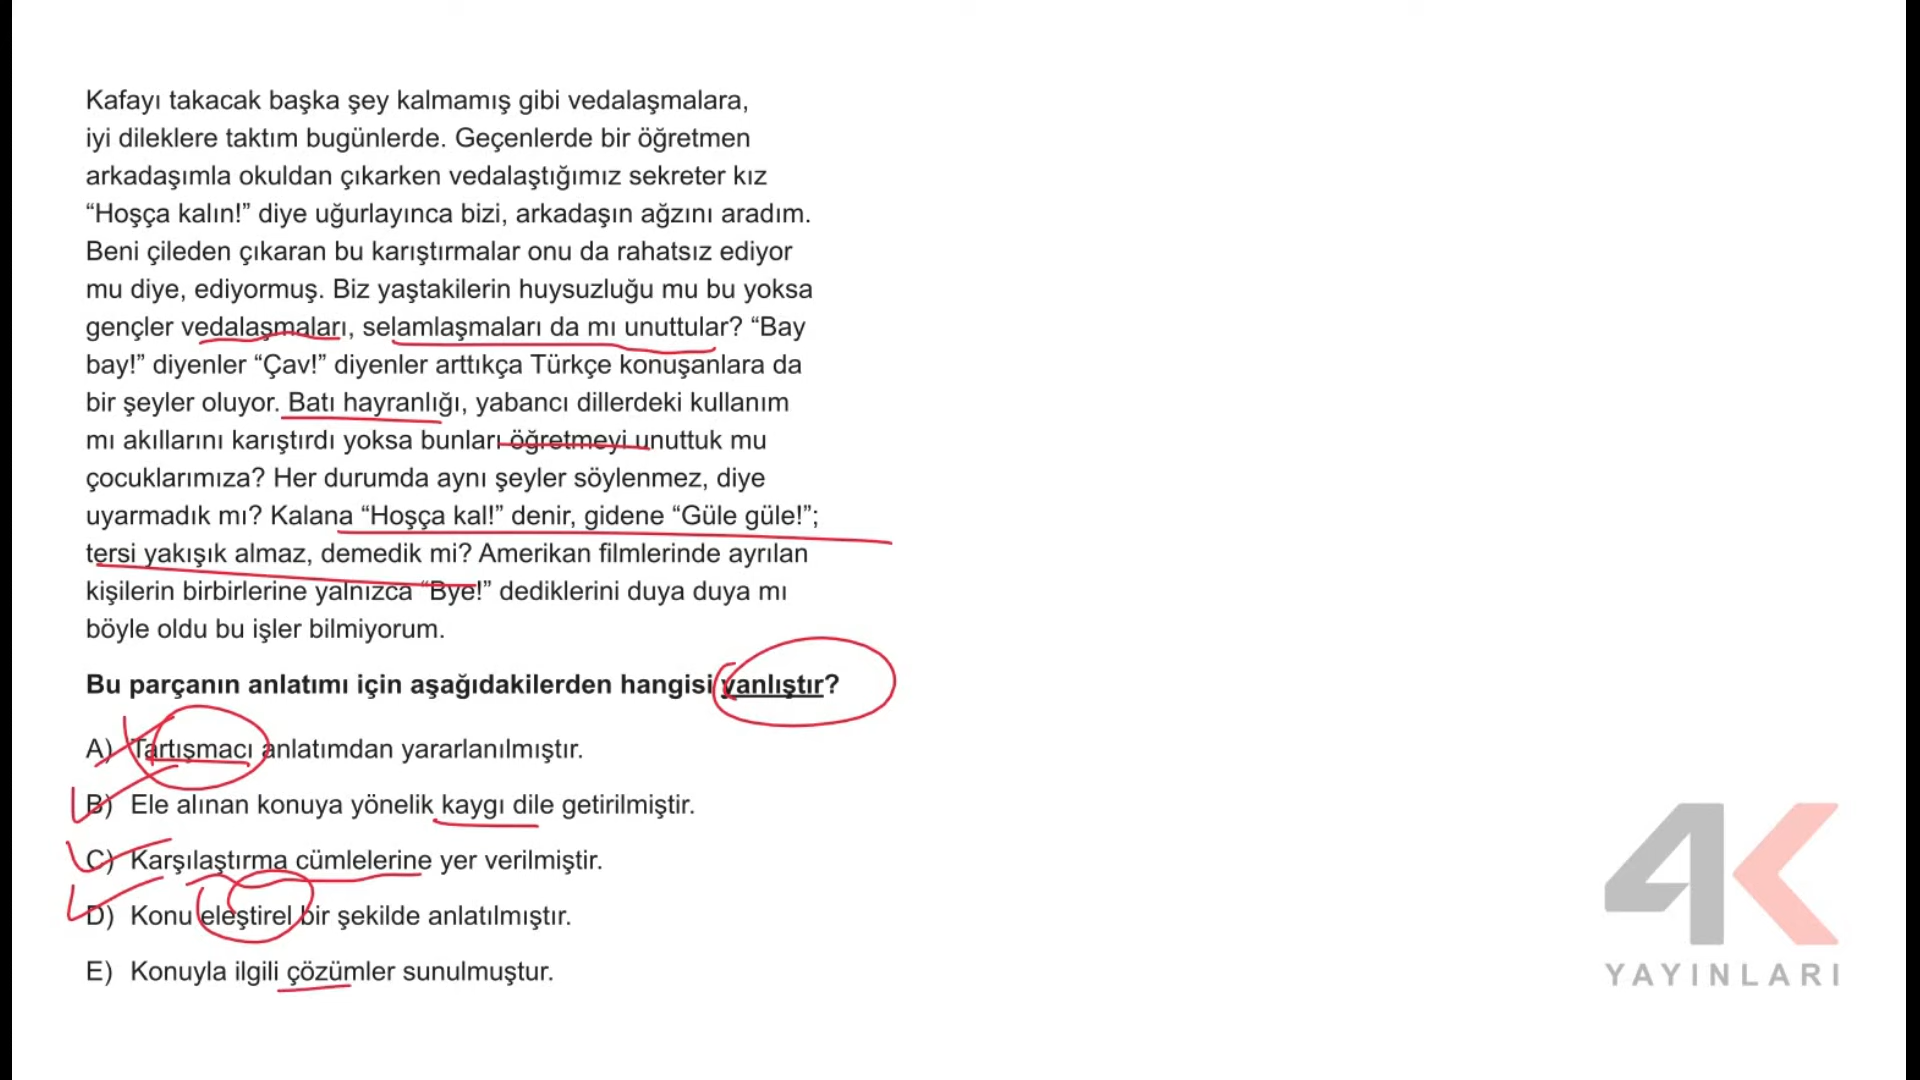 Kafayı takacak başka şey kalmamış gibi vedalaşmalara,
iyi dileklere taktım bugünlerde. Geçenlerde bir öğretmen
arkadaşımla okuldan çıkarken vedalaştığımız sekreter kız
“Hoşça kalın!” diye uğurlayınca bizi, arkadaşın ağzını aradım.
Beni çileden çıkaran bu karıştırmalar onu da rahatsız ediyor
mu diye, ediyormuş. Biz yaştakilerin huysuzluğu mu bu yoksa
gençler vedalaşmaları, selamlaşmaları da mı unuttular? “Bay
bay!” diyenler “Çav!” diyenler arttıkça Türkçe konuşanlara da
bir şeyler oluyor. Batı hayranlığı, yabancı dillerdeki kullanım
mı akıllarını karıştırdı yoksa bunları öğretmeyi unuttuk mu
çocuklarımıza? Her durumda aynı şeyler söylenmez, diye
uyarmadık mı? Kalana “Hoşça kal!” denir, gidene “Güle güle!”;
tersi yakışık almaz, demedik mi? Amerikan filmlerinde ayrılan
kişilerin birbirlerine yalnızca “Bye!” dediklerini duya duya mı
böyle oldu bu işler bilmiyorum.
Bu parçanın anlatımı için aşağıdakilerden hangisi yanlıştır?
A) Tartışmacı anlatımdan yararlanılmıştır.
B) Ele alınan konuya yönelik kaygı dile getirilmiştir.
C) Karşılaştırma cümlelerine yer verilmiştir.
D) Konu eleştirel bir şekilde anlatılmıştır.
E) Konuyla ilgili çözümler sunulmuştur.
4K
YAYINLARI